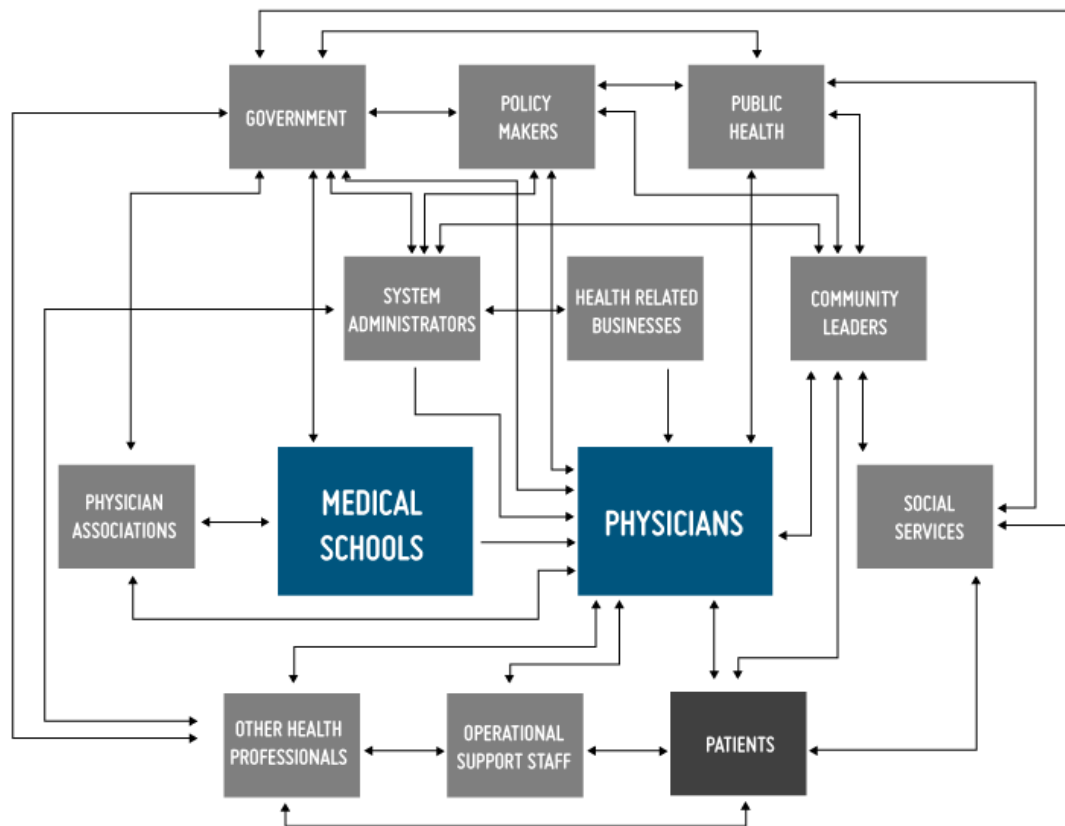 GOVERNMENT
POLICY
MAKERS
PUBLIC
HEALTH
SYSTEM
ADMINISTRATORS
HEALTH RELATED
BUSINESSES
COMMUNITY
LEADERS
PHYSICIAN
ASSOCIATIONS
MEDICAL
SCHOOLS
PHYSICIANS
SOCIAL
SERVICES
OTHER HEALTH
PROFESSIONALS
OPERATIONAL
SUPPORT STAFF
PATIENTS